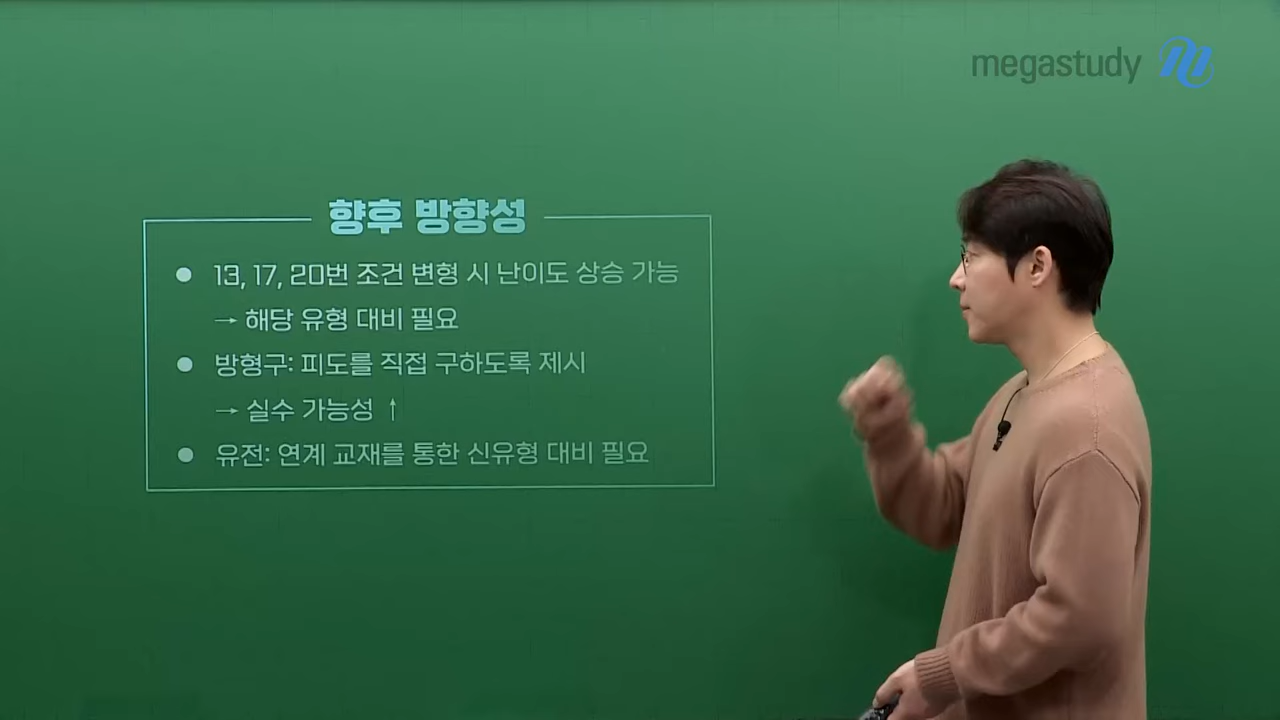 megastudy
향후 방향성
● 13, 17, 20번 조건 변형 시 난이도 상승 가능
→ 해당 유형 대비 필요
● 방형구: 피도를 직접 구하도록 제시
→ 실수 가능성 ↑
● 유전: 연계 교재를 통한 신유형 대비 필요